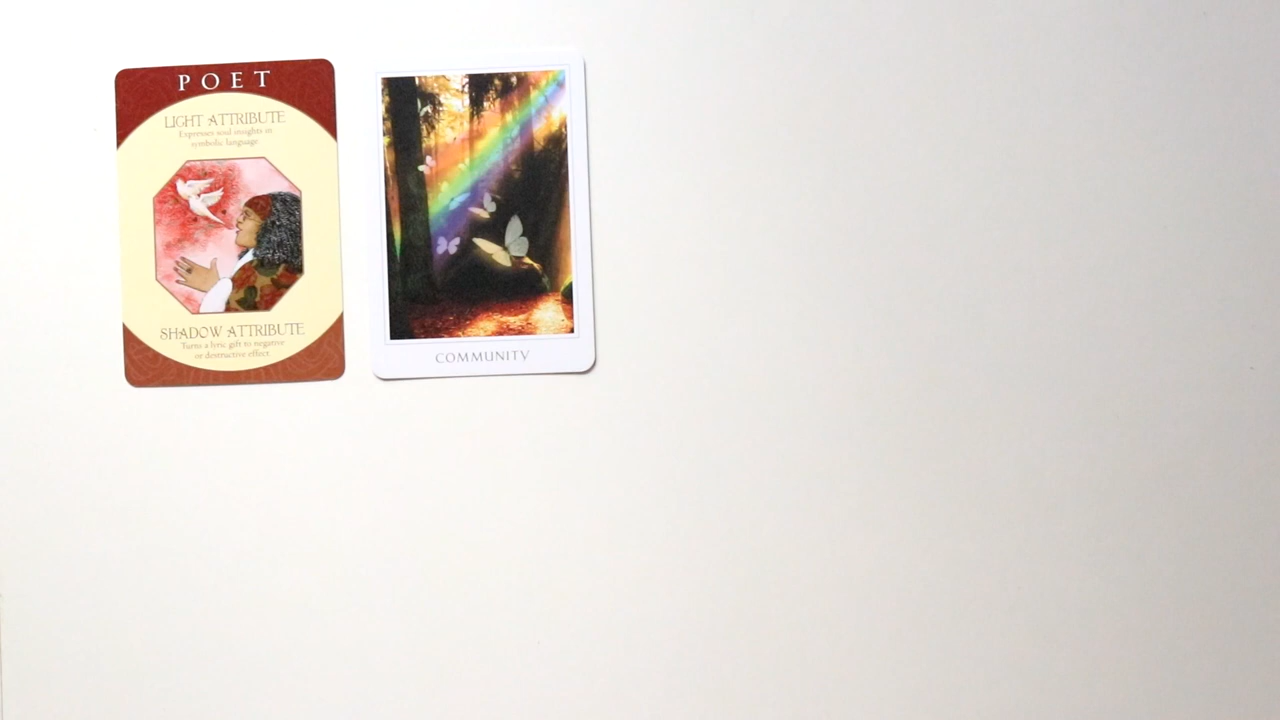 POET
LIGHT ATTRIBUTE
Expresses soul insights in
symbolic language
SHADOW ATTRIBUTE
Turns a lyric gift to negative
or destructive effect
COMMUNITY